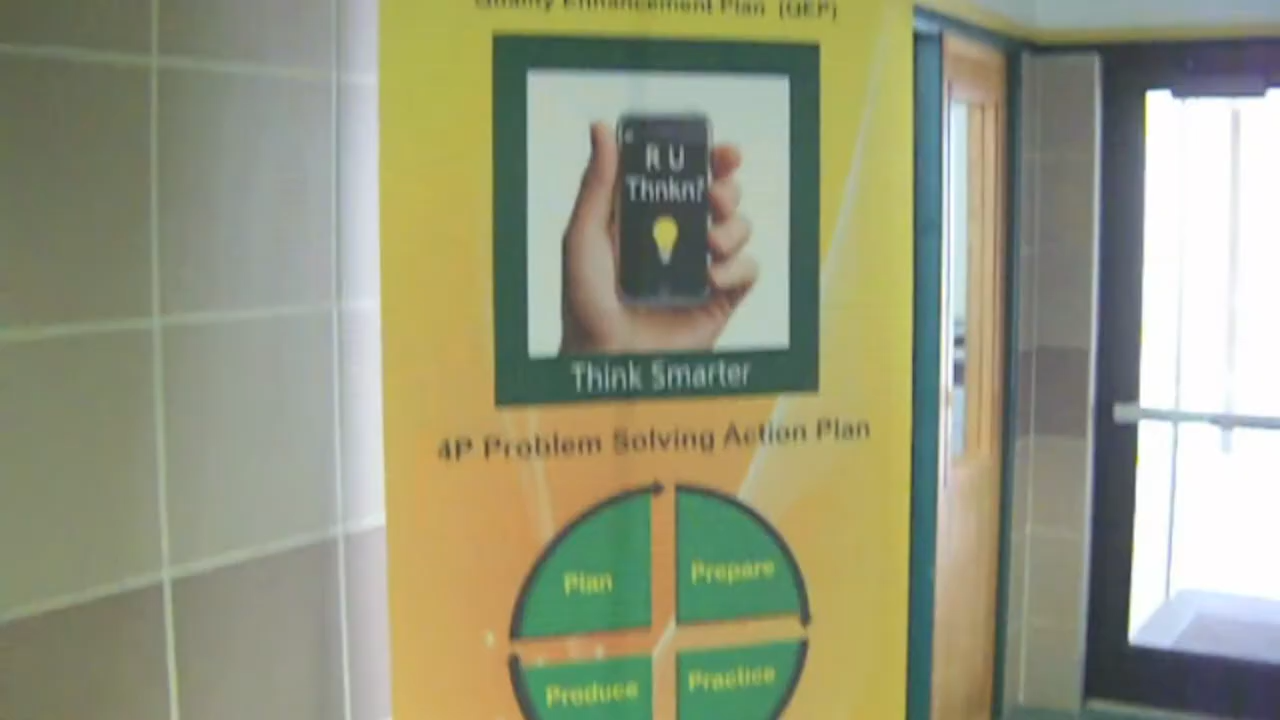 Quality Enhancement Plan (QEP)
R U
Thnkn?
Think Smarter
4P Problem Solving Action Plan
Plan
Prepare
Produce
Practice